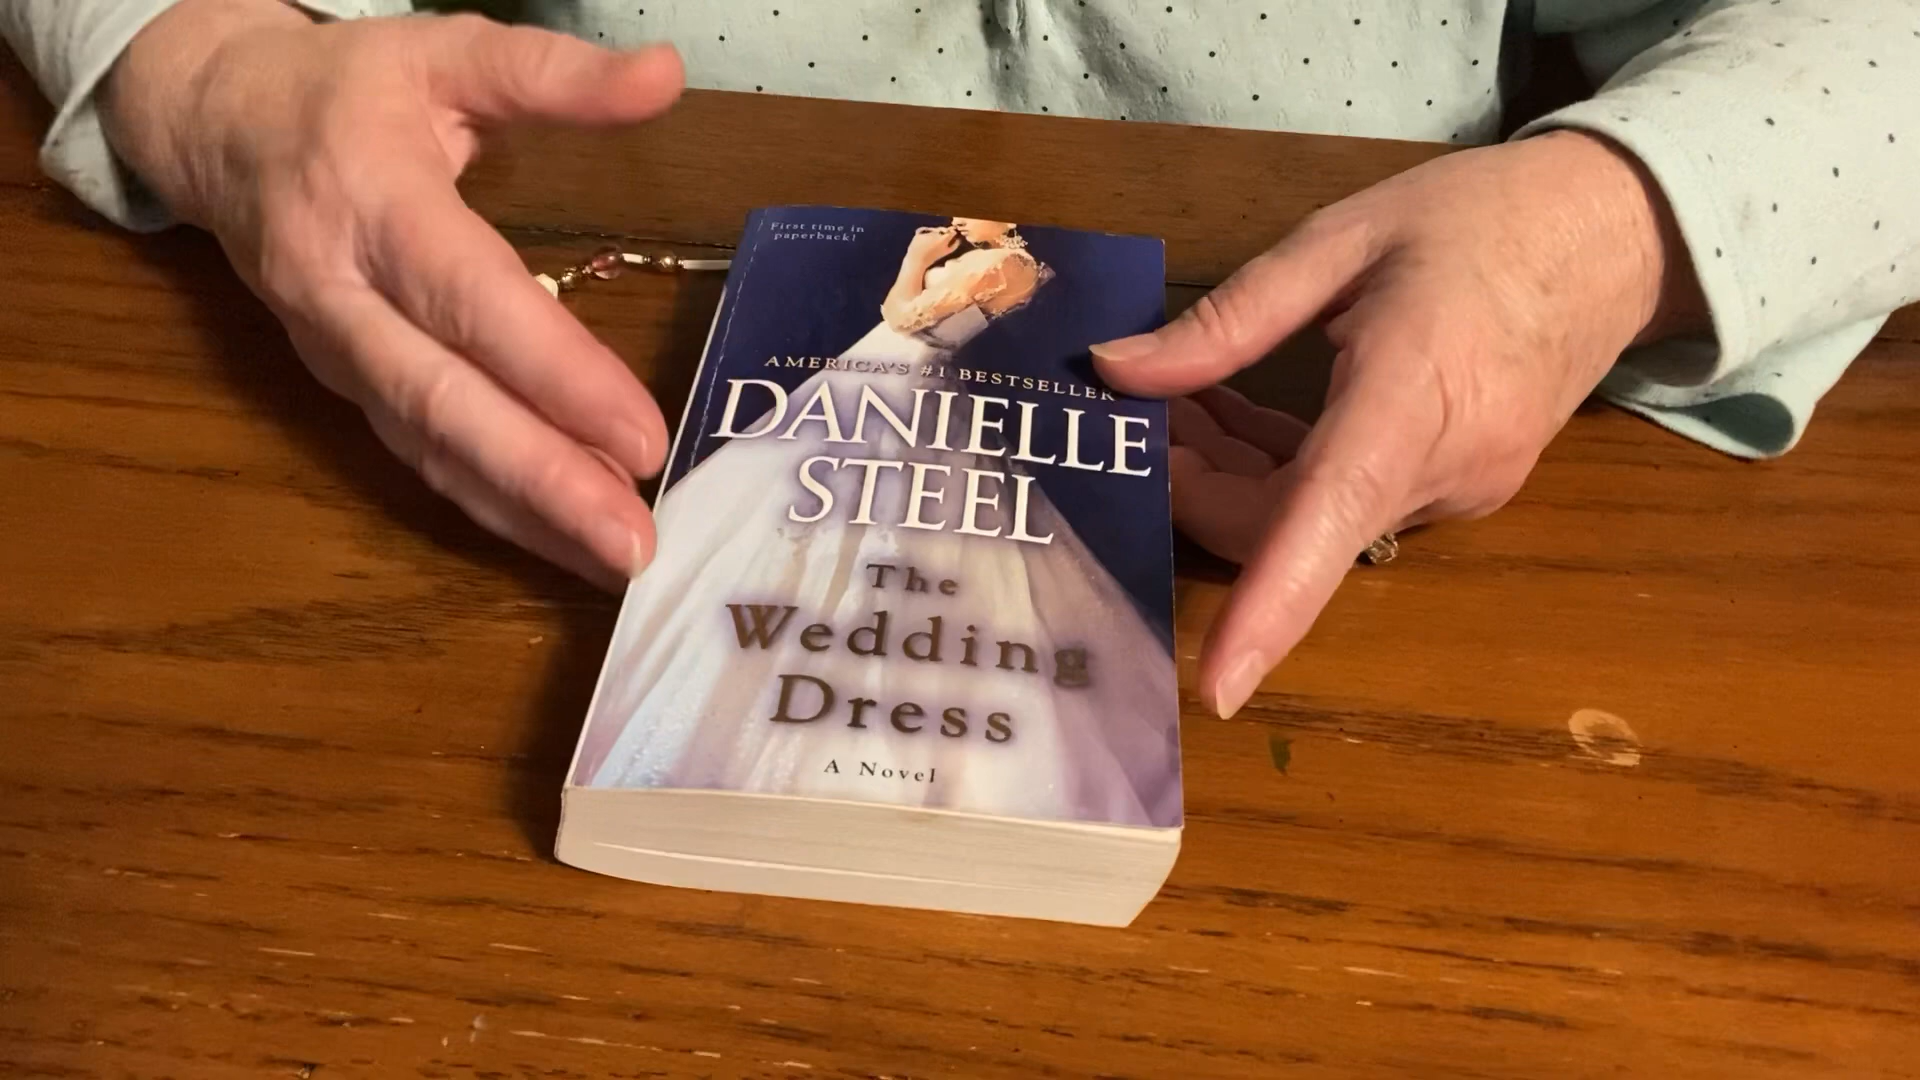 First time in
paperback!
AMERICA'S #1 BESTSELLER
DANIELLE
STEEL
The
Wedding
Dress
A Novel